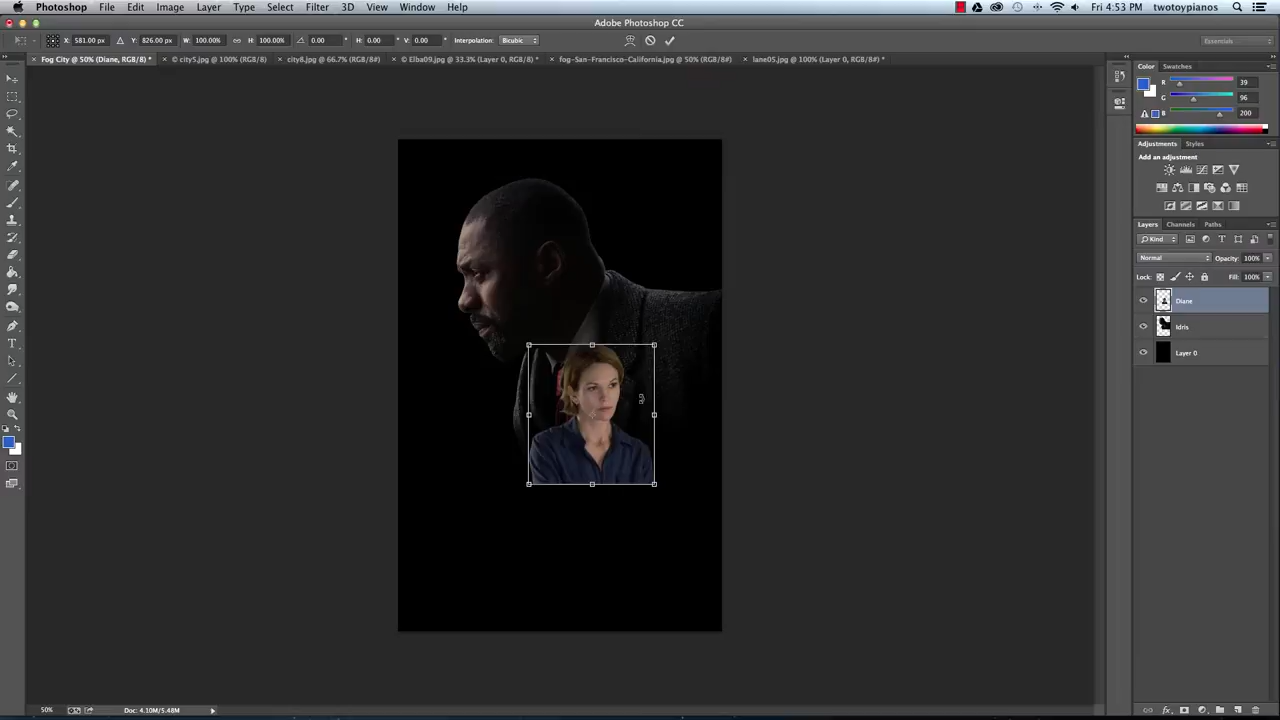 Photoshop File Edit Image Layer Type Select Filter 3D View Window Help Fri 4:53 PM twotoypianos
Adobe Photoshop CC
X: 581.00 px Y: 826.00 px W: 100.00% H: 100.00% 0.00 ° H: 0.00 ° V: 0.00 ° Interpolation: Bicubic Essentials
× Fog City @ 50% (Diane, RGB/8) * × © city5.jpg @ 100% (RGB/8) × city8.jpg @ 66.7% (RGB/8#) × © Elba09.jpg @ 33.3% (Layer 0, RGB/8#) * × fog-San-Francisco-California.jpg @ 50% (RGB/8#) × lane05.jpg @ 100% (Layer 0, RGB/8#) *
Color Swatches
R 39
G 96
B 200
Adjustments Styles
Add an adjustment
Layers Channels Paths
Kind
Normal Opacity: 100%
Lock: Fill: 100%
Diane
Idris
Layer 0
50% Doc: 4.10M/5.48M